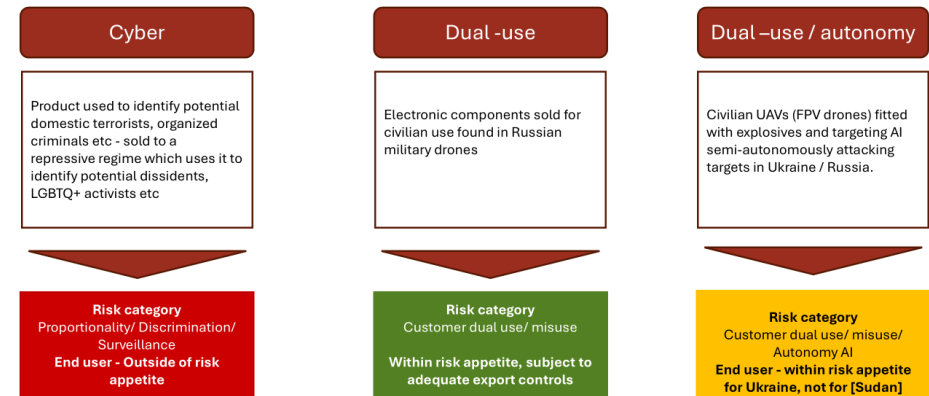 Cyber
Product used to identify potential
domestic terrorists, organized
criminals etc - sold to a
repressive regime which uses it to
identify potential dissidents,
LGBTQ+ activists etc
Risk category
Proportionality/ Discrimination/
Surveillance
End user - Outside of risk
appetite
Dual -use
Electronic components sold for
civilian use found in Russian
military drones
Risk category
Customer dual use/ misuse
Within risk appetite, subject to
adequate export controls
Dual –use / autonomy
Civilian UAVs (FPV drones) fitted
with explosives and targeting AI
semi-autonomously attacking
targets in Ukraine / Russia.
Risk category
Customer dual use/ misuse/
Autonomy AI
End user - within risk appetite
for Ukraine, not for [Sudan]